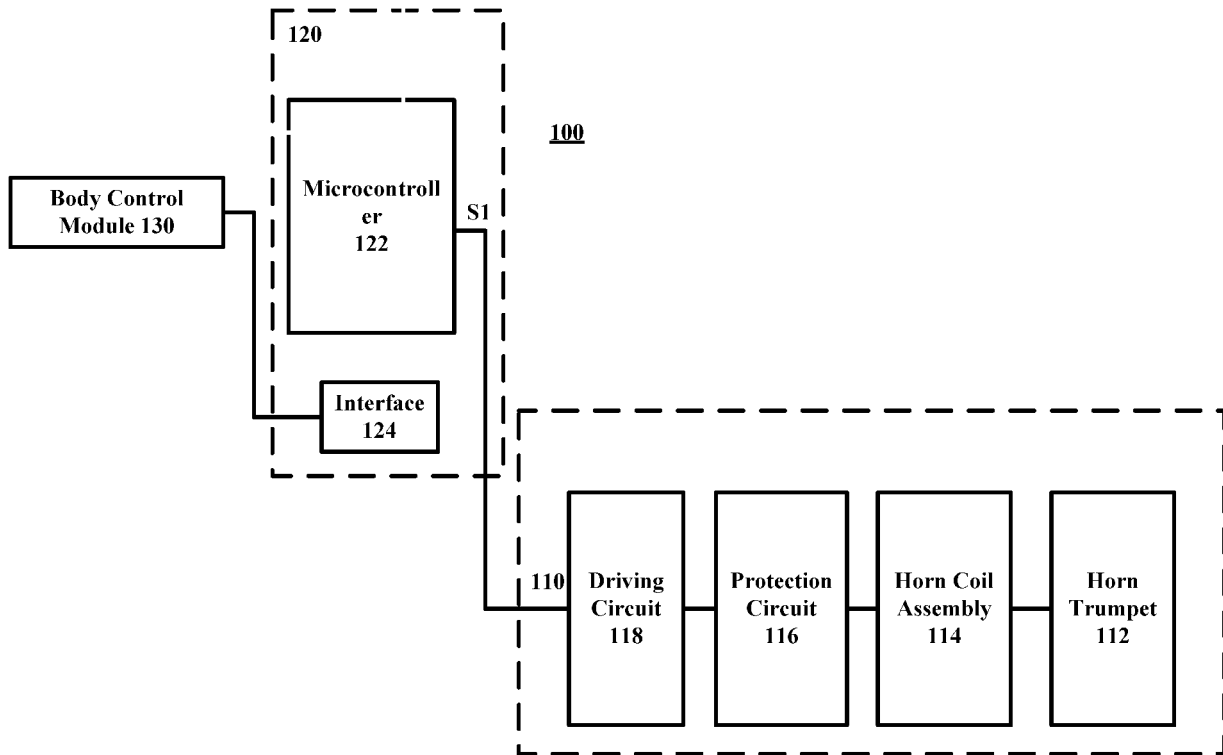 120
100
Body Control
Module 130
Microcontroll
er
122
S1
Interface
124
110
Driving
Circuit
118
Protection
Circuit
116
Horn Coil
Assembly
114
Horn
Trumpet
112